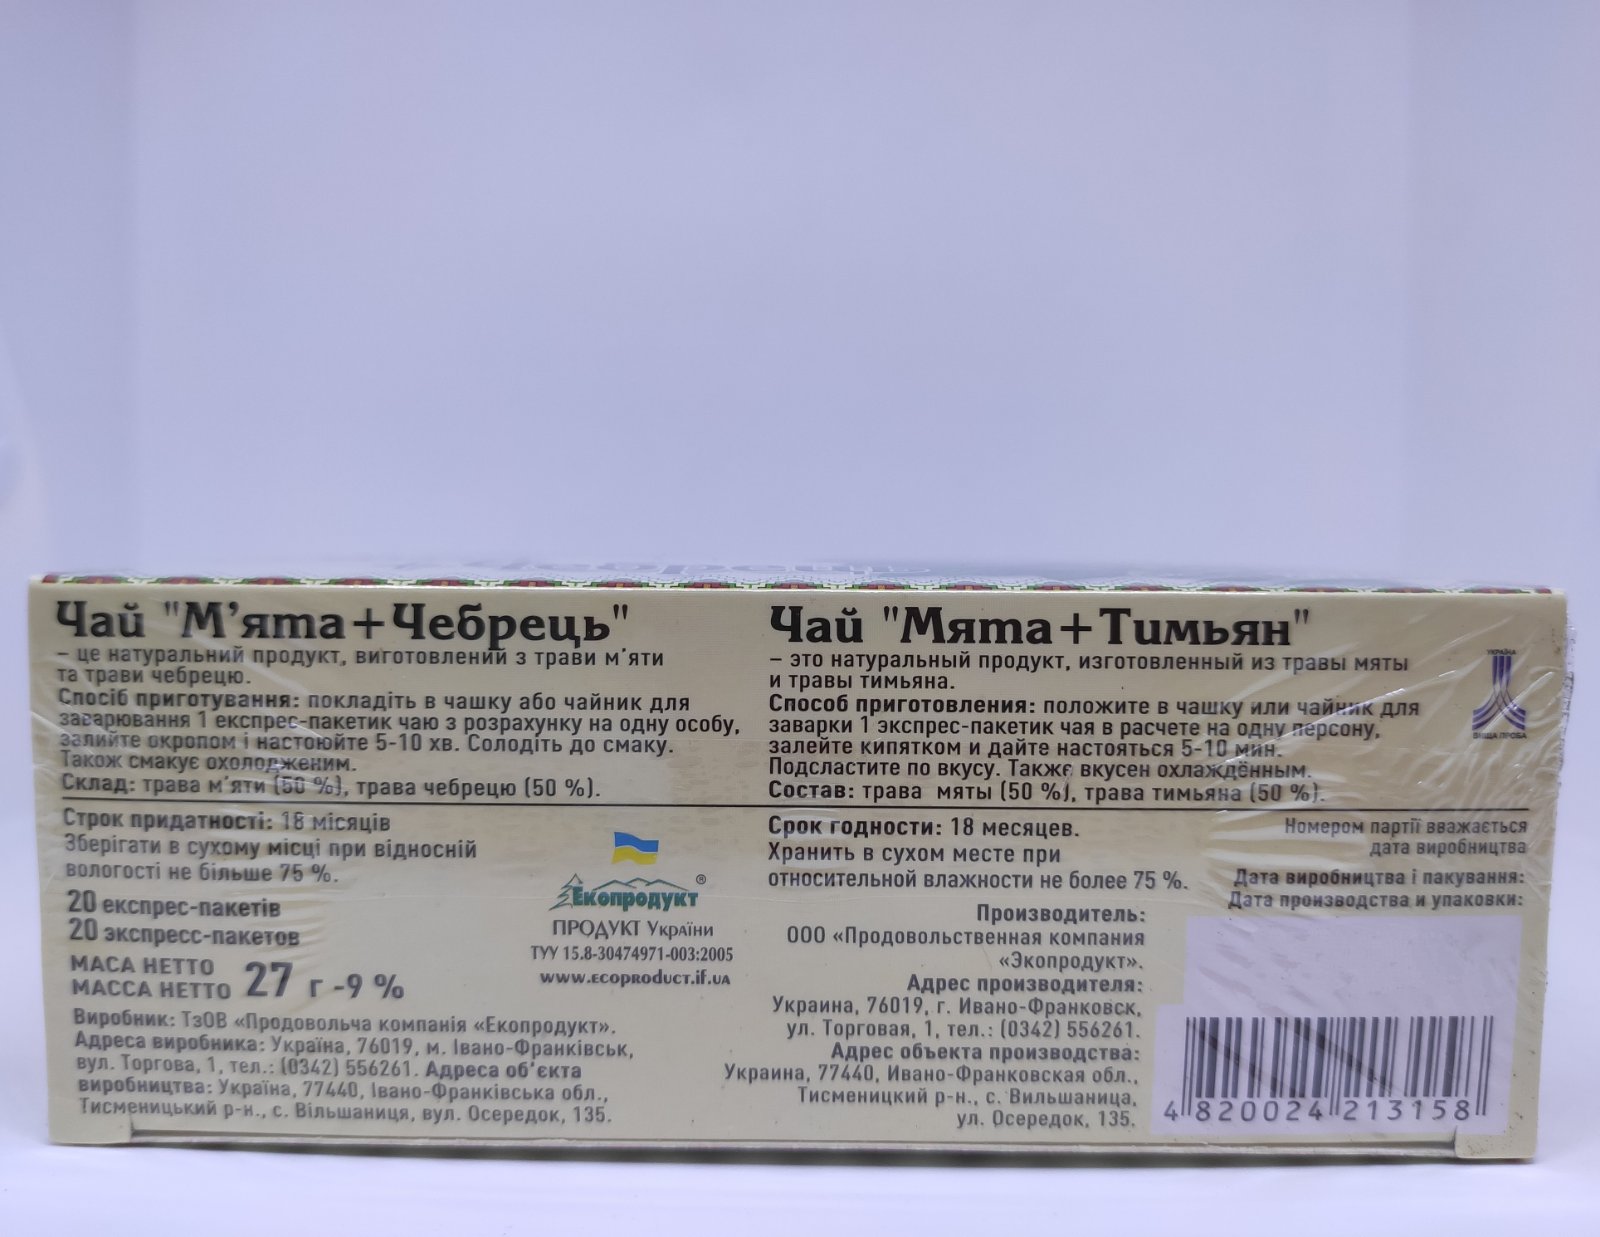 Чай "М'ята+Чебрець"
– це натуральний продукт, виготовлений з трави м'яти
та трави чебрецю.
Спосіб приготування: покладіть в чашку або чайник для
заварювання 1 експрес-пакетик чаю з розрахунку на одну особу,
залийте окропом і настоюйте 5-10 хв. Солодіть до смаку.
Також смакує охолодженим.
Склад: трава м'яти (50 %), трава чебрецю (50 %).
Строк придатності: 18 місяців
Зберігати в сухому місці при відносній
вологості не більше 75 %.
20 експрес-пакетів
20 экспресс-пакетов
МАСА НЕТТО
МАССА НЕТТО 27 г -9 %
Виробник: ТзОВ «Продовольча компанія «Екопродукт».
Адреса виробника: Україна, 76019, м. Івано-Франківськ,
вул. Торгова, 1, тел.: (0342) 556261. Адреса об'єкта
виробництва: Україна, 77440, Івано-Франківська обл.,
Тисменицький р-н., с. Вільшаниця, вул. Осередок, 135.
Екопродукт ®
ПРОДУКТ України
ТУУ 15.8-30474971-003:2005
www.ecoproduct.if.ua
Чай "Мята+Тимьян"
– это натуральный продукт, изготовленный из травы мяты
и травы тимьяна.
Способ приготовления: положите в чашку или чайник для
заварки 1 экспрес-пакетик чая в расчете на одну персону,
залейте кипятком и дайте настояться 5-10 мин.
Подсластите по вкусу. Также вкусен охлаждённым.
Состав: трава мяты (50 %), трава тимьяна (50 %).
УКРАЇНА
ВИЩА ПРОБА
Срок годности: 18 месяцев.
Хранить в сухом месте при
относительной влажности не более 75 %.
Производитель:
ООО «Продовольственная компания
«Экопродукт».
Адрес производителя:
Украина, 76019, г. Ивано-Франковск,
ул. Торговая, 1, тел.: (0342) 556261.
Адрес объекта производства:
Украина, 77440, Ивано-Франковская обл.,
Тисменицкий р-н., с. Вильшаница,
ул. Осередок, 135.
Номером партії вважається
дата виробництва
Дата виробництва і пакування:
Дата производства и упаковки:
4 820024 213158